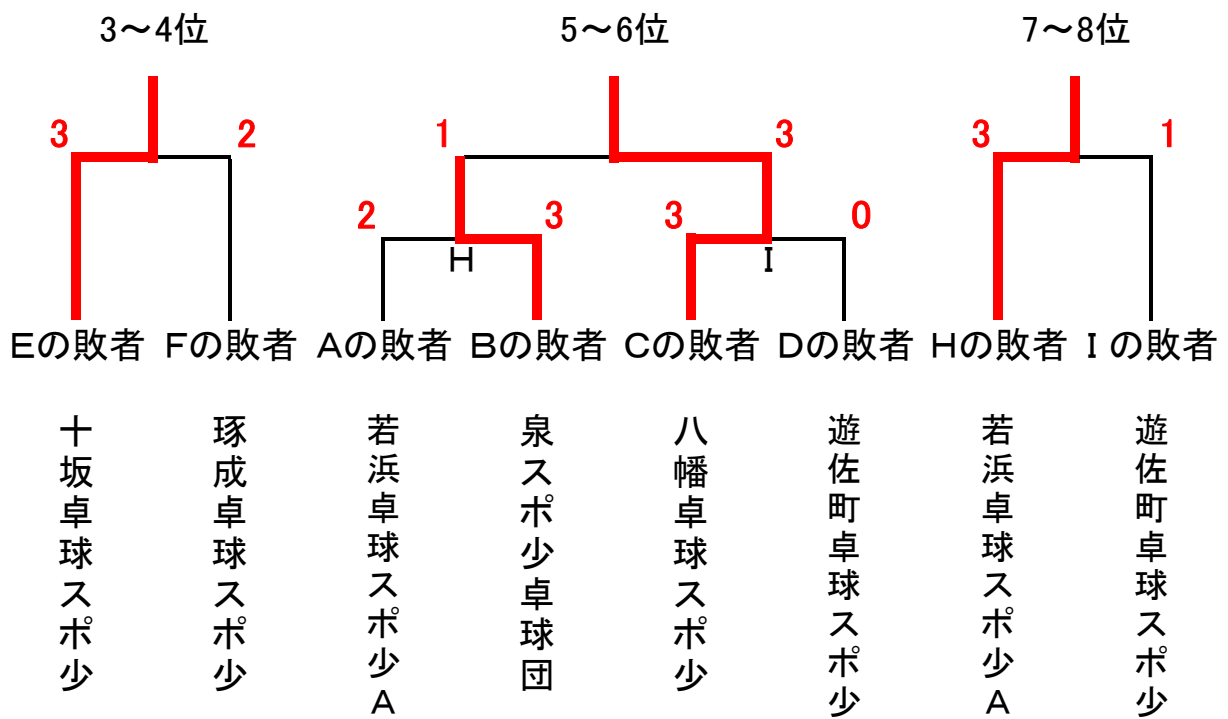 3～4位
5～6位
7～8位
3
2
1
3
3
1
2
3
3
0
H
I
Eの敗者
Fの敗者
Aの敗者
Bの敗者
Cの敗者
Dの敗者
Hの敗者
Iの敗者
十坂卓球スポ少
琢成卓球スポ少
若浜卓球スポ少A
泉スポ少卓球団
八幡卓球スポ少
遊佐町卓球スポ少
若浜卓球スポ少A
遊佐町卓球スポ少